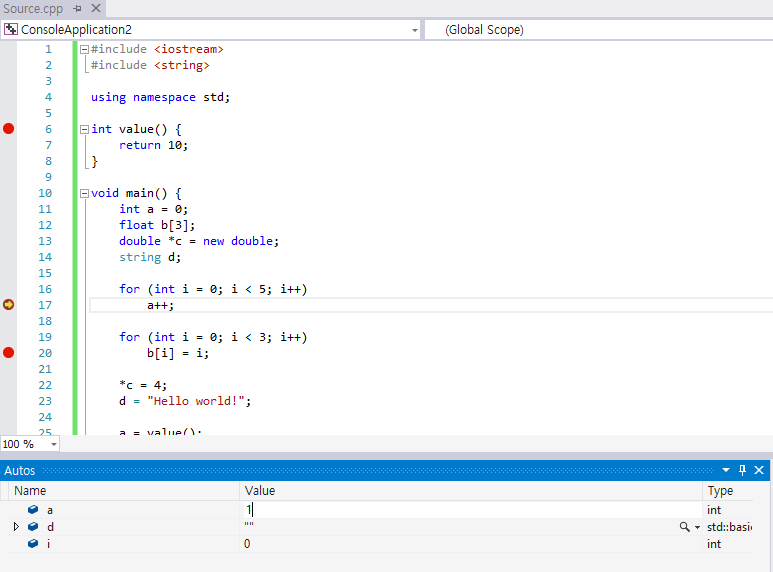 Source.cpp
ConsoleApplication2 (Global Scope)
1 #include <iostream>
2 #include <string>
3
4 using namespace std;
5
6 int value() {
7 return 10;
8 }
9
10 void main() {
11 int a = 0;
12 float b[3];
13 double *c = new double;
14 string d;
15
16 for (int i = 0; i < 5; i++)
17 a++;
18
19 for (int i = 0; i < 3; i++)
20 b[i] = i;
21
22 *c = 4;
23 d = "Hello world!";
24
25 a = value();
100 %
Autos
Name Value Type
a 1 int
d "" std::basi
i 0 int